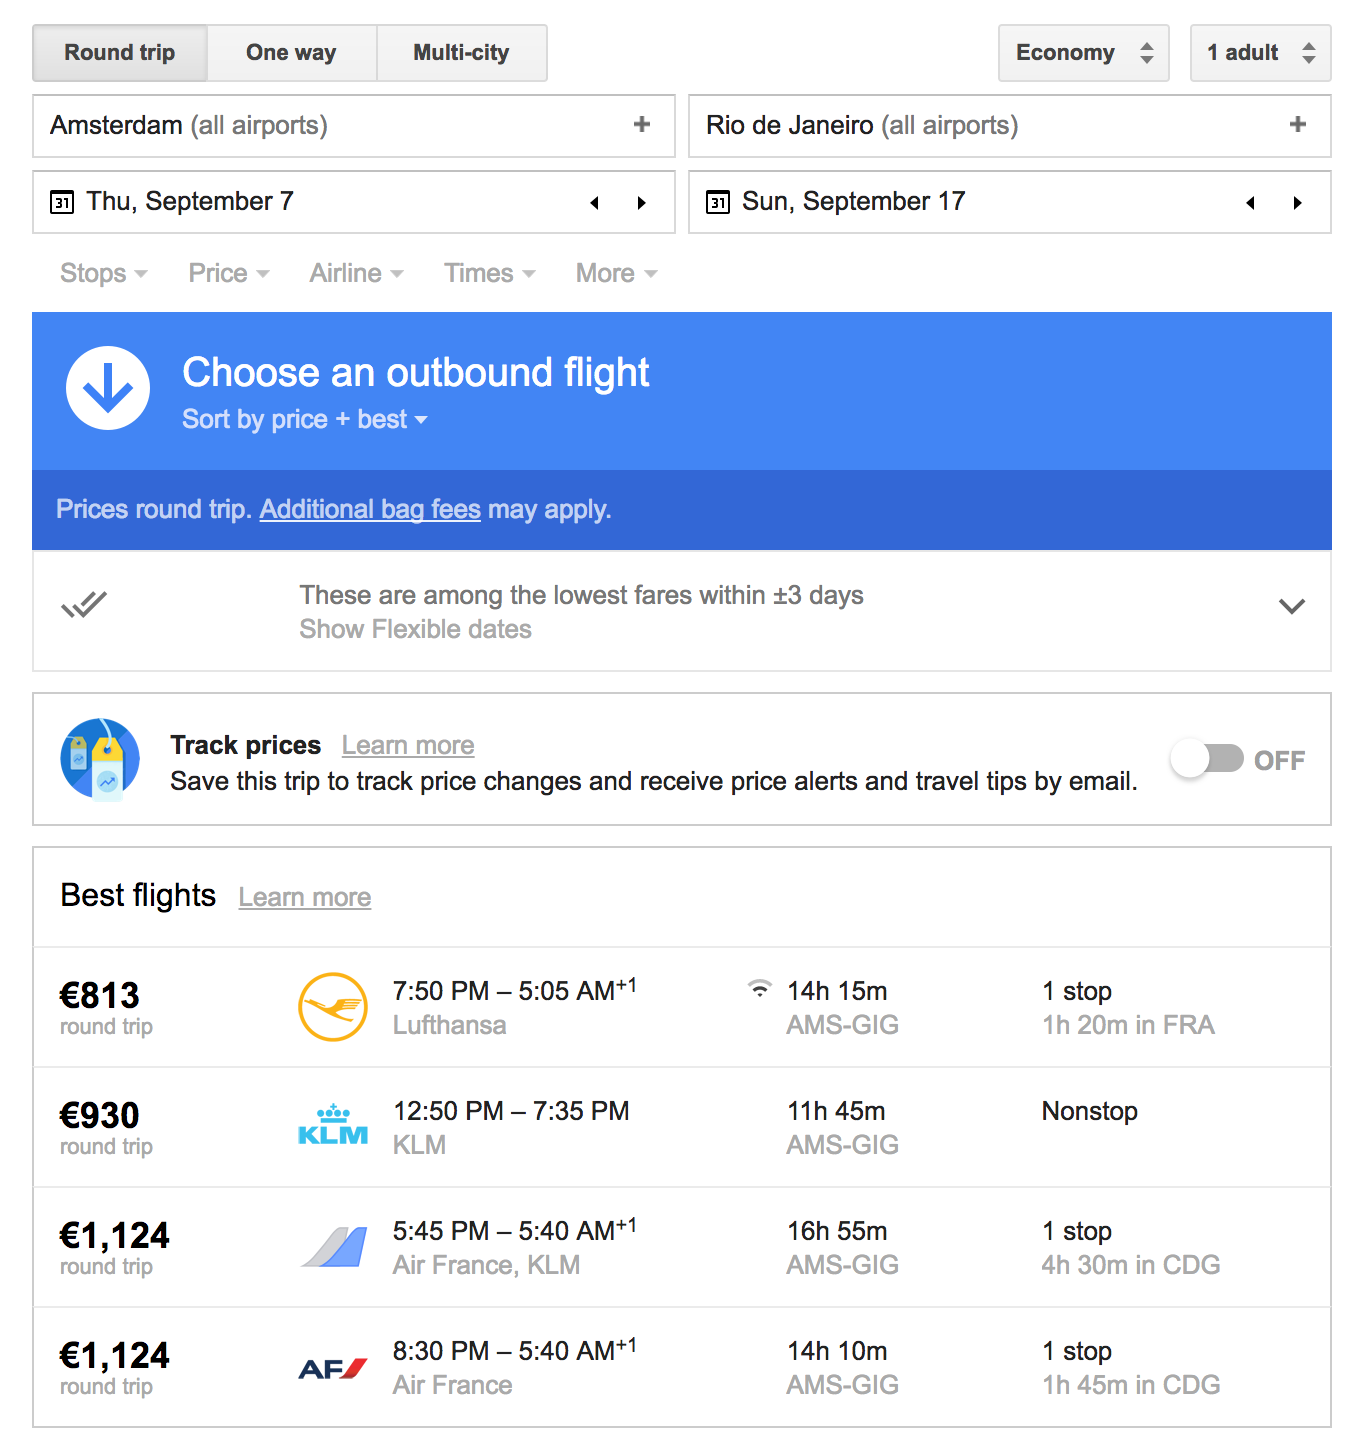 Round trip One way Multi-city Economy 1 adult
Amsterdam (all airports) + Rio de Janeiro (all airports) +
31 Thu, September 7 31 Sun, September 17
Stops Price Airline Times More
Choose an outbound flight
Sort by price + best
Prices round trip. Additional bag fees may apply.
These are among the lowest fares within ±3 days
Show Flexible dates
Track prices Learn more
Save this trip to track price changes and receive price alerts and travel tips by email.
OFF
Best flights Learn more
€813 7:50 PM – 5:05 AM+1 14h 15m 1 stop
round trip Lufthansa AMS-GIG 1h 20m in FRA
€930 KLM 12:50 PM – 7:35 PM 11h 45m Nonstop
round trip KLM AMS-GIG
€1,124 5:45 PM – 5:40 AM+1 16h 55m 1 stop
round trip Air France, KLM AMS-GIG 4h 30m in CDG
€1,124 AF 8:30 PM – 5:40 AM+1 14h 10m 1 stop
round trip Air France AMS-GIG 1h 45m in CDG